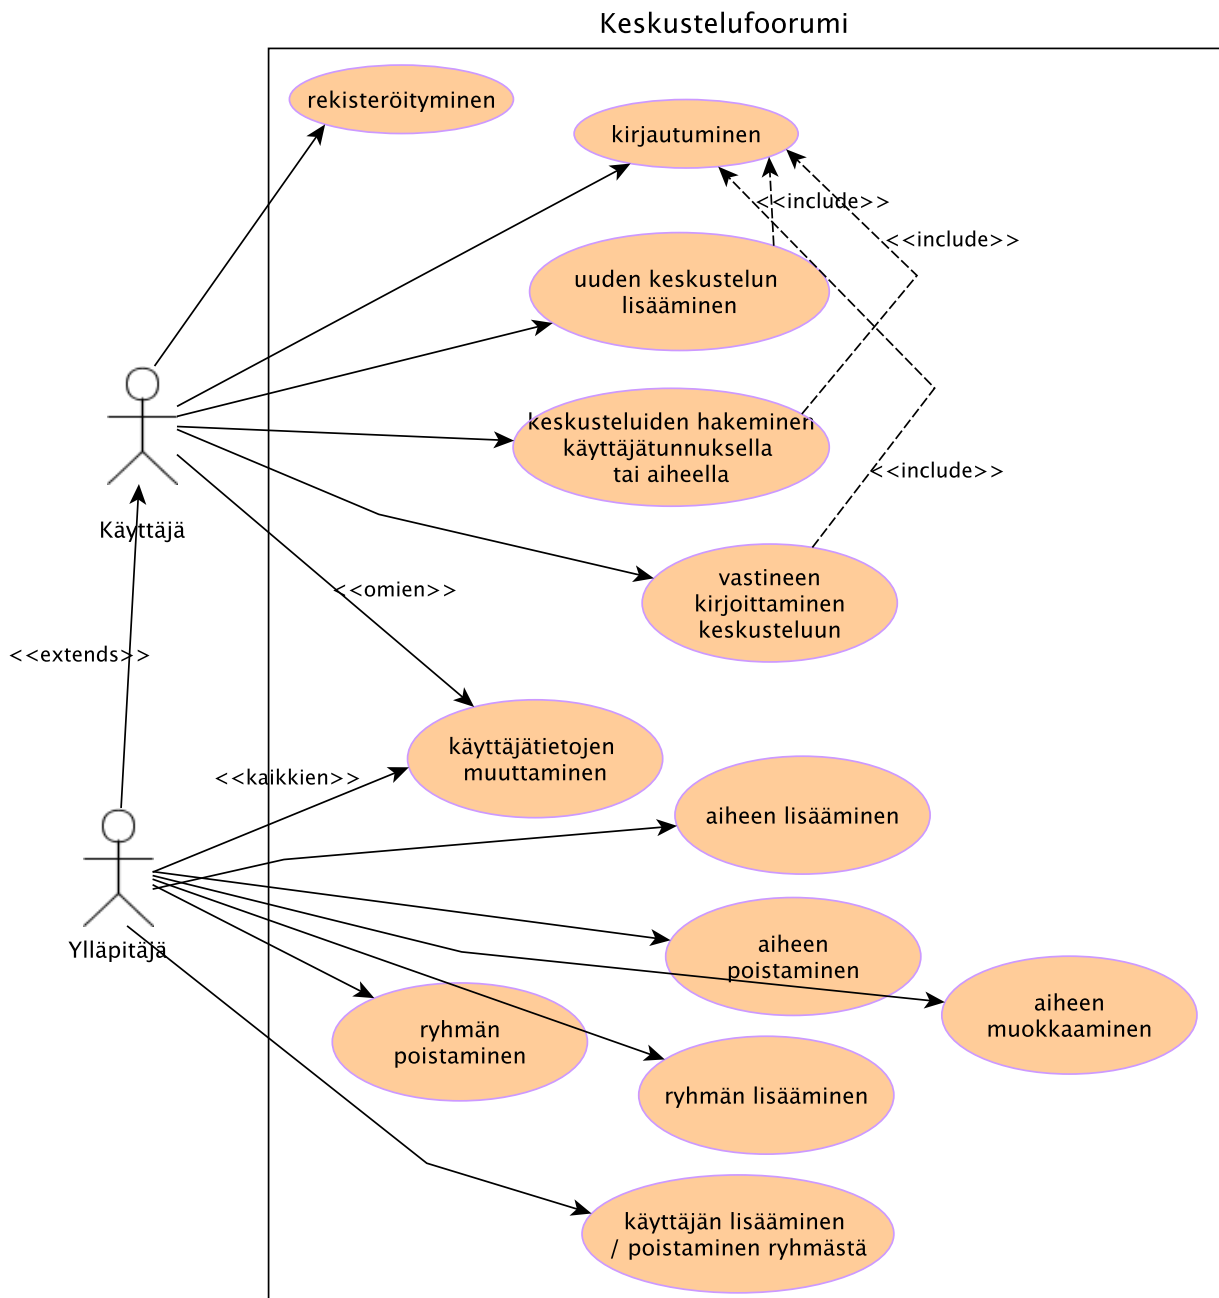 Keskustelufoorumi
rekisteröityminen
kirjautuminen
<<include>>
<<include>>
uuden keskustelun
lisääminen
keskusteluiden hakeminen
käyttäjätunnuksella
tai aiheella
<<include>>
Käyttäjä
vastineen
kirjoittaminen
keskusteluun
<<omien>>
<<extends>>
käyttäjätietojen
muuttaminen
<<kaikkien>>
aiheen lisääminen
Ylläpitäjä
aiheen
poistaminen
aiheen
muokkaaminen
ryhmän
poistaminen
ryhmän lisääminen
käyttäjän lisääminen
/ poistaminen ryhmästä